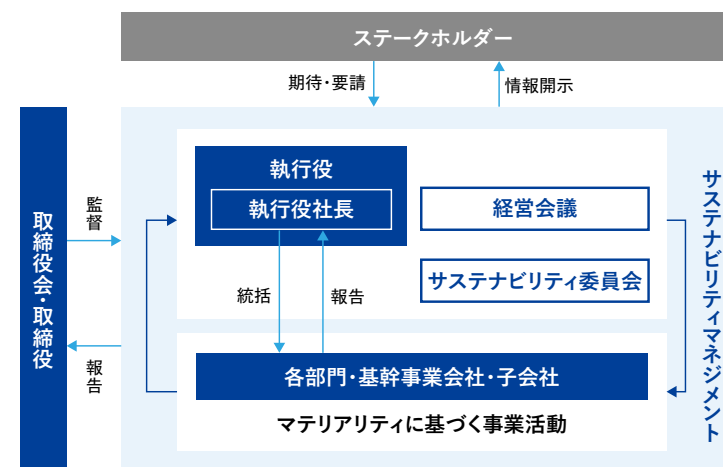 ステークホルダー
期待・要請
情報開示
取締役会・取締役
監督
報告
執行役
執行役社長
経営会議
サステナビリティ委員会
統括
報告
各部門・基幹事業会社・子会社
マテリアリティに基づく事業活動
サステナビリティマネジメント